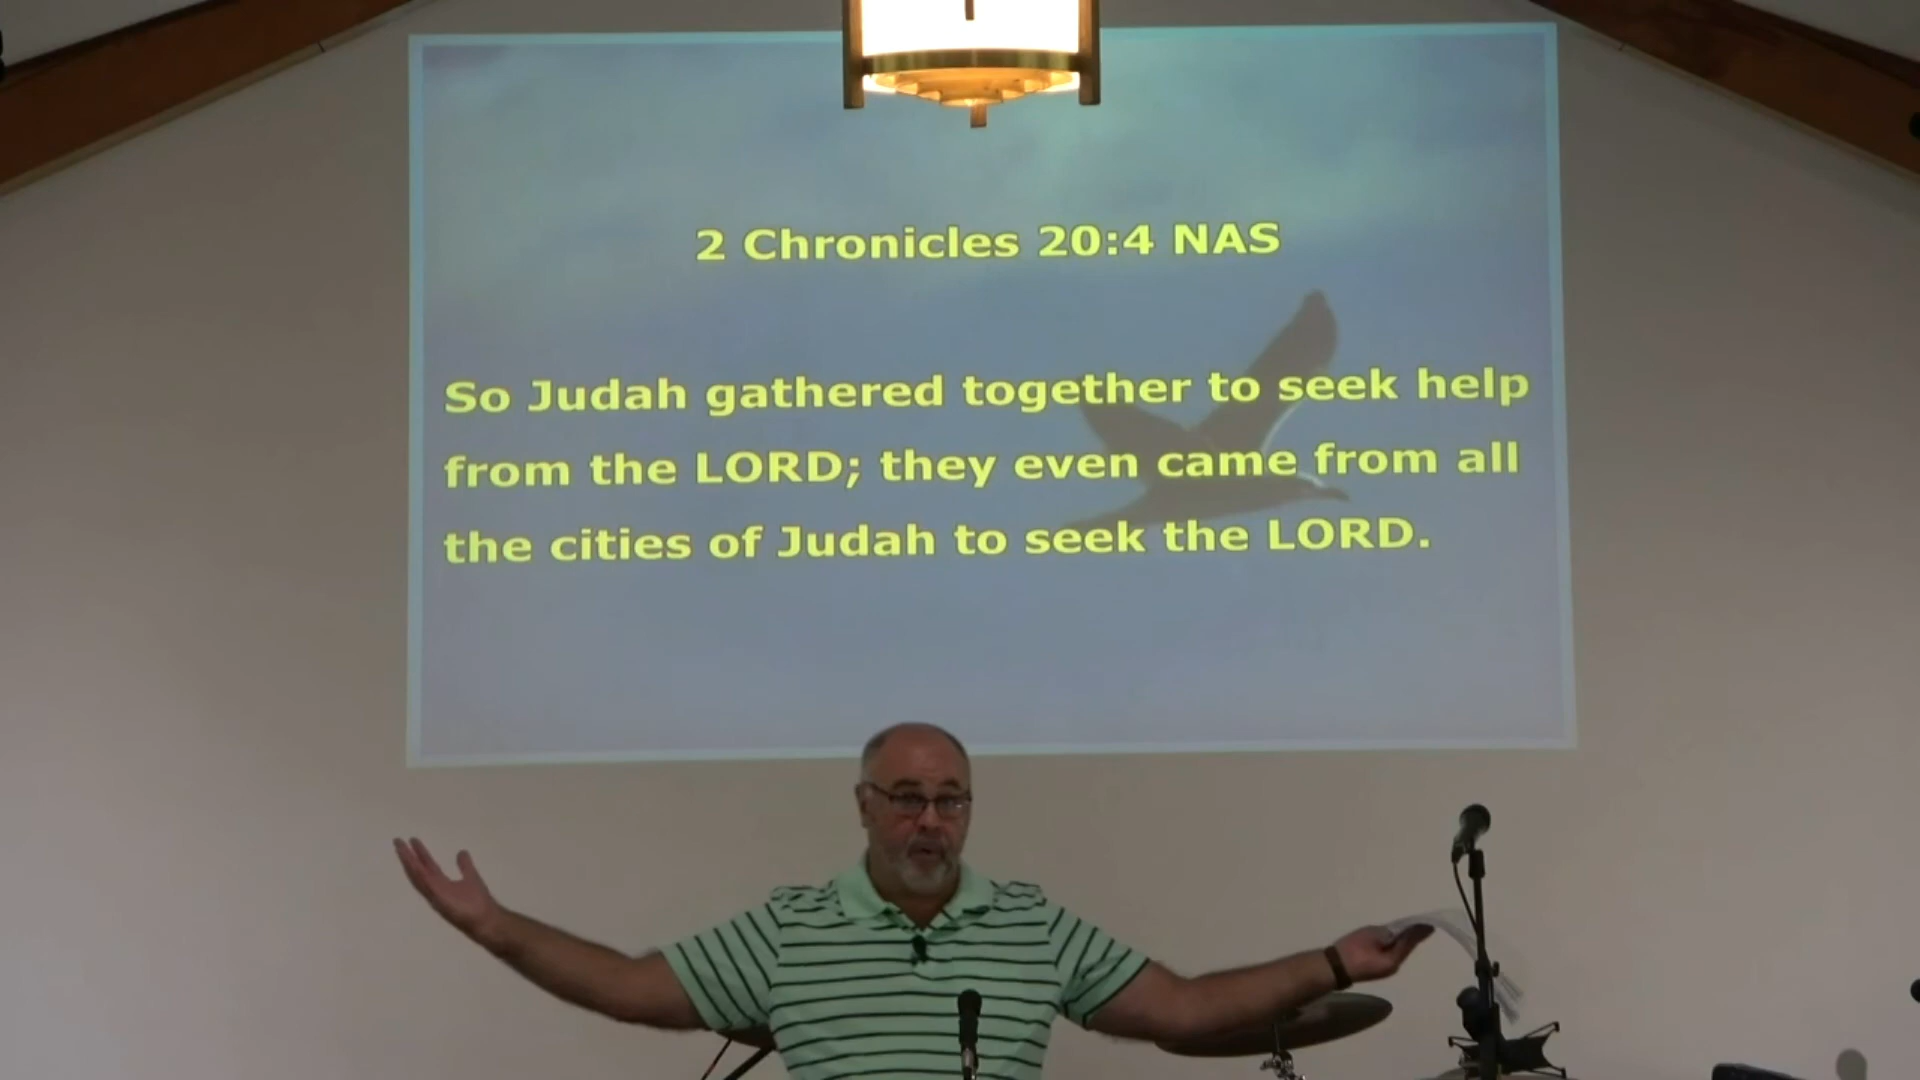 2 Chronicles 20:4 NAS
So Judah gathered together to seek help
from the LORD; they even came from all
the cities of Judah to seek the LORD.